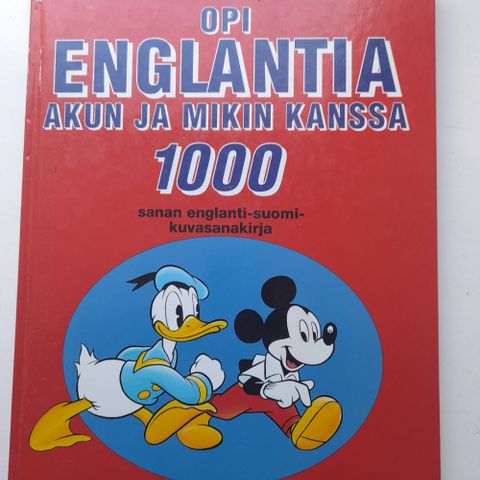 OPI
ENGLANTIA
AKUN JA MIKIN KANSSA
1000
sanan englanti-suomi-
kuvasanakirja